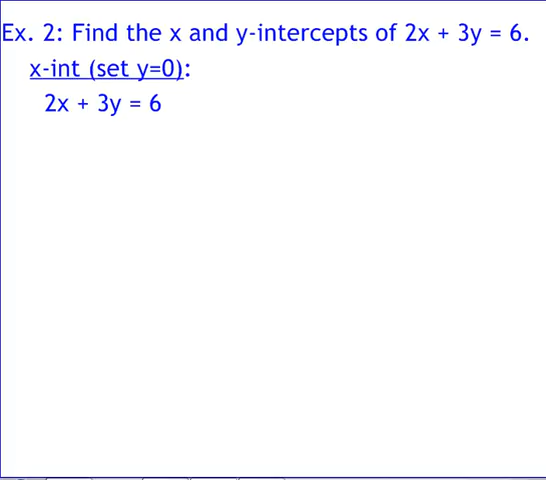 Ex. 2: Find the x and y-intercepts of 2x + 3y = 6.
x-int (set y=0):
2x + 3y = 6